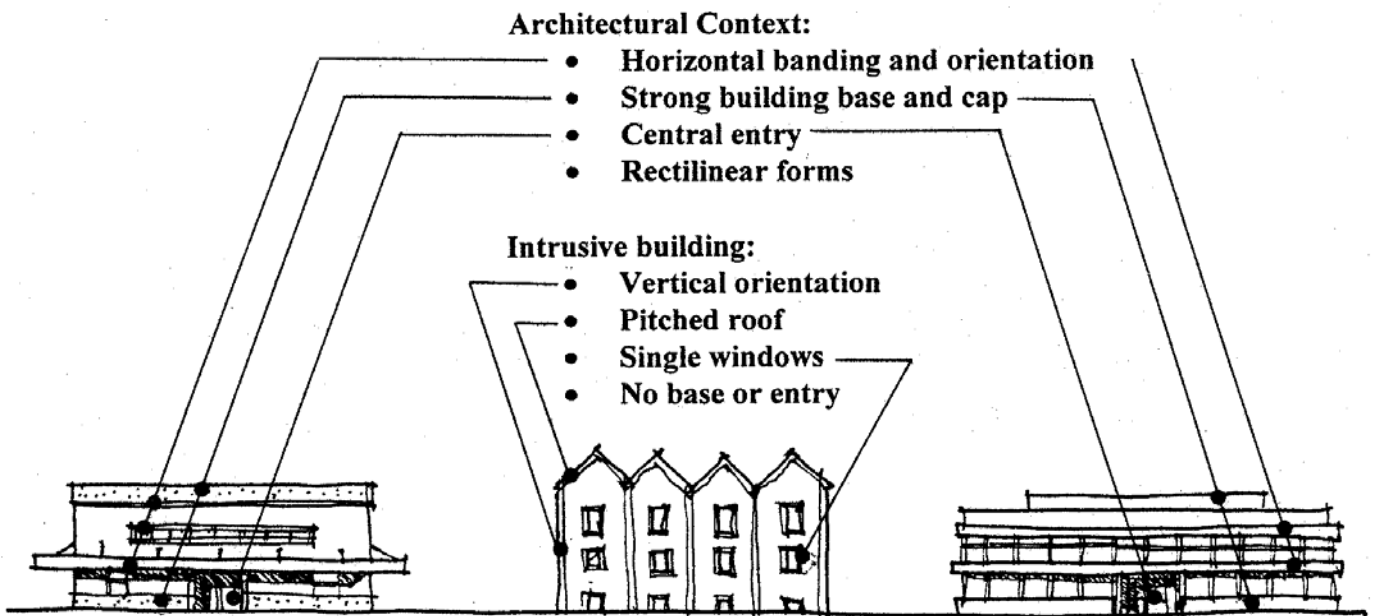 Architectural Context:
• Horizontal banding and orientation
• Strong building base and cap
• Central entry
• Rectilinear forms
Intrusive building:
• Vertical orientation
• Pitched roof
• Single windows
• No base or entry